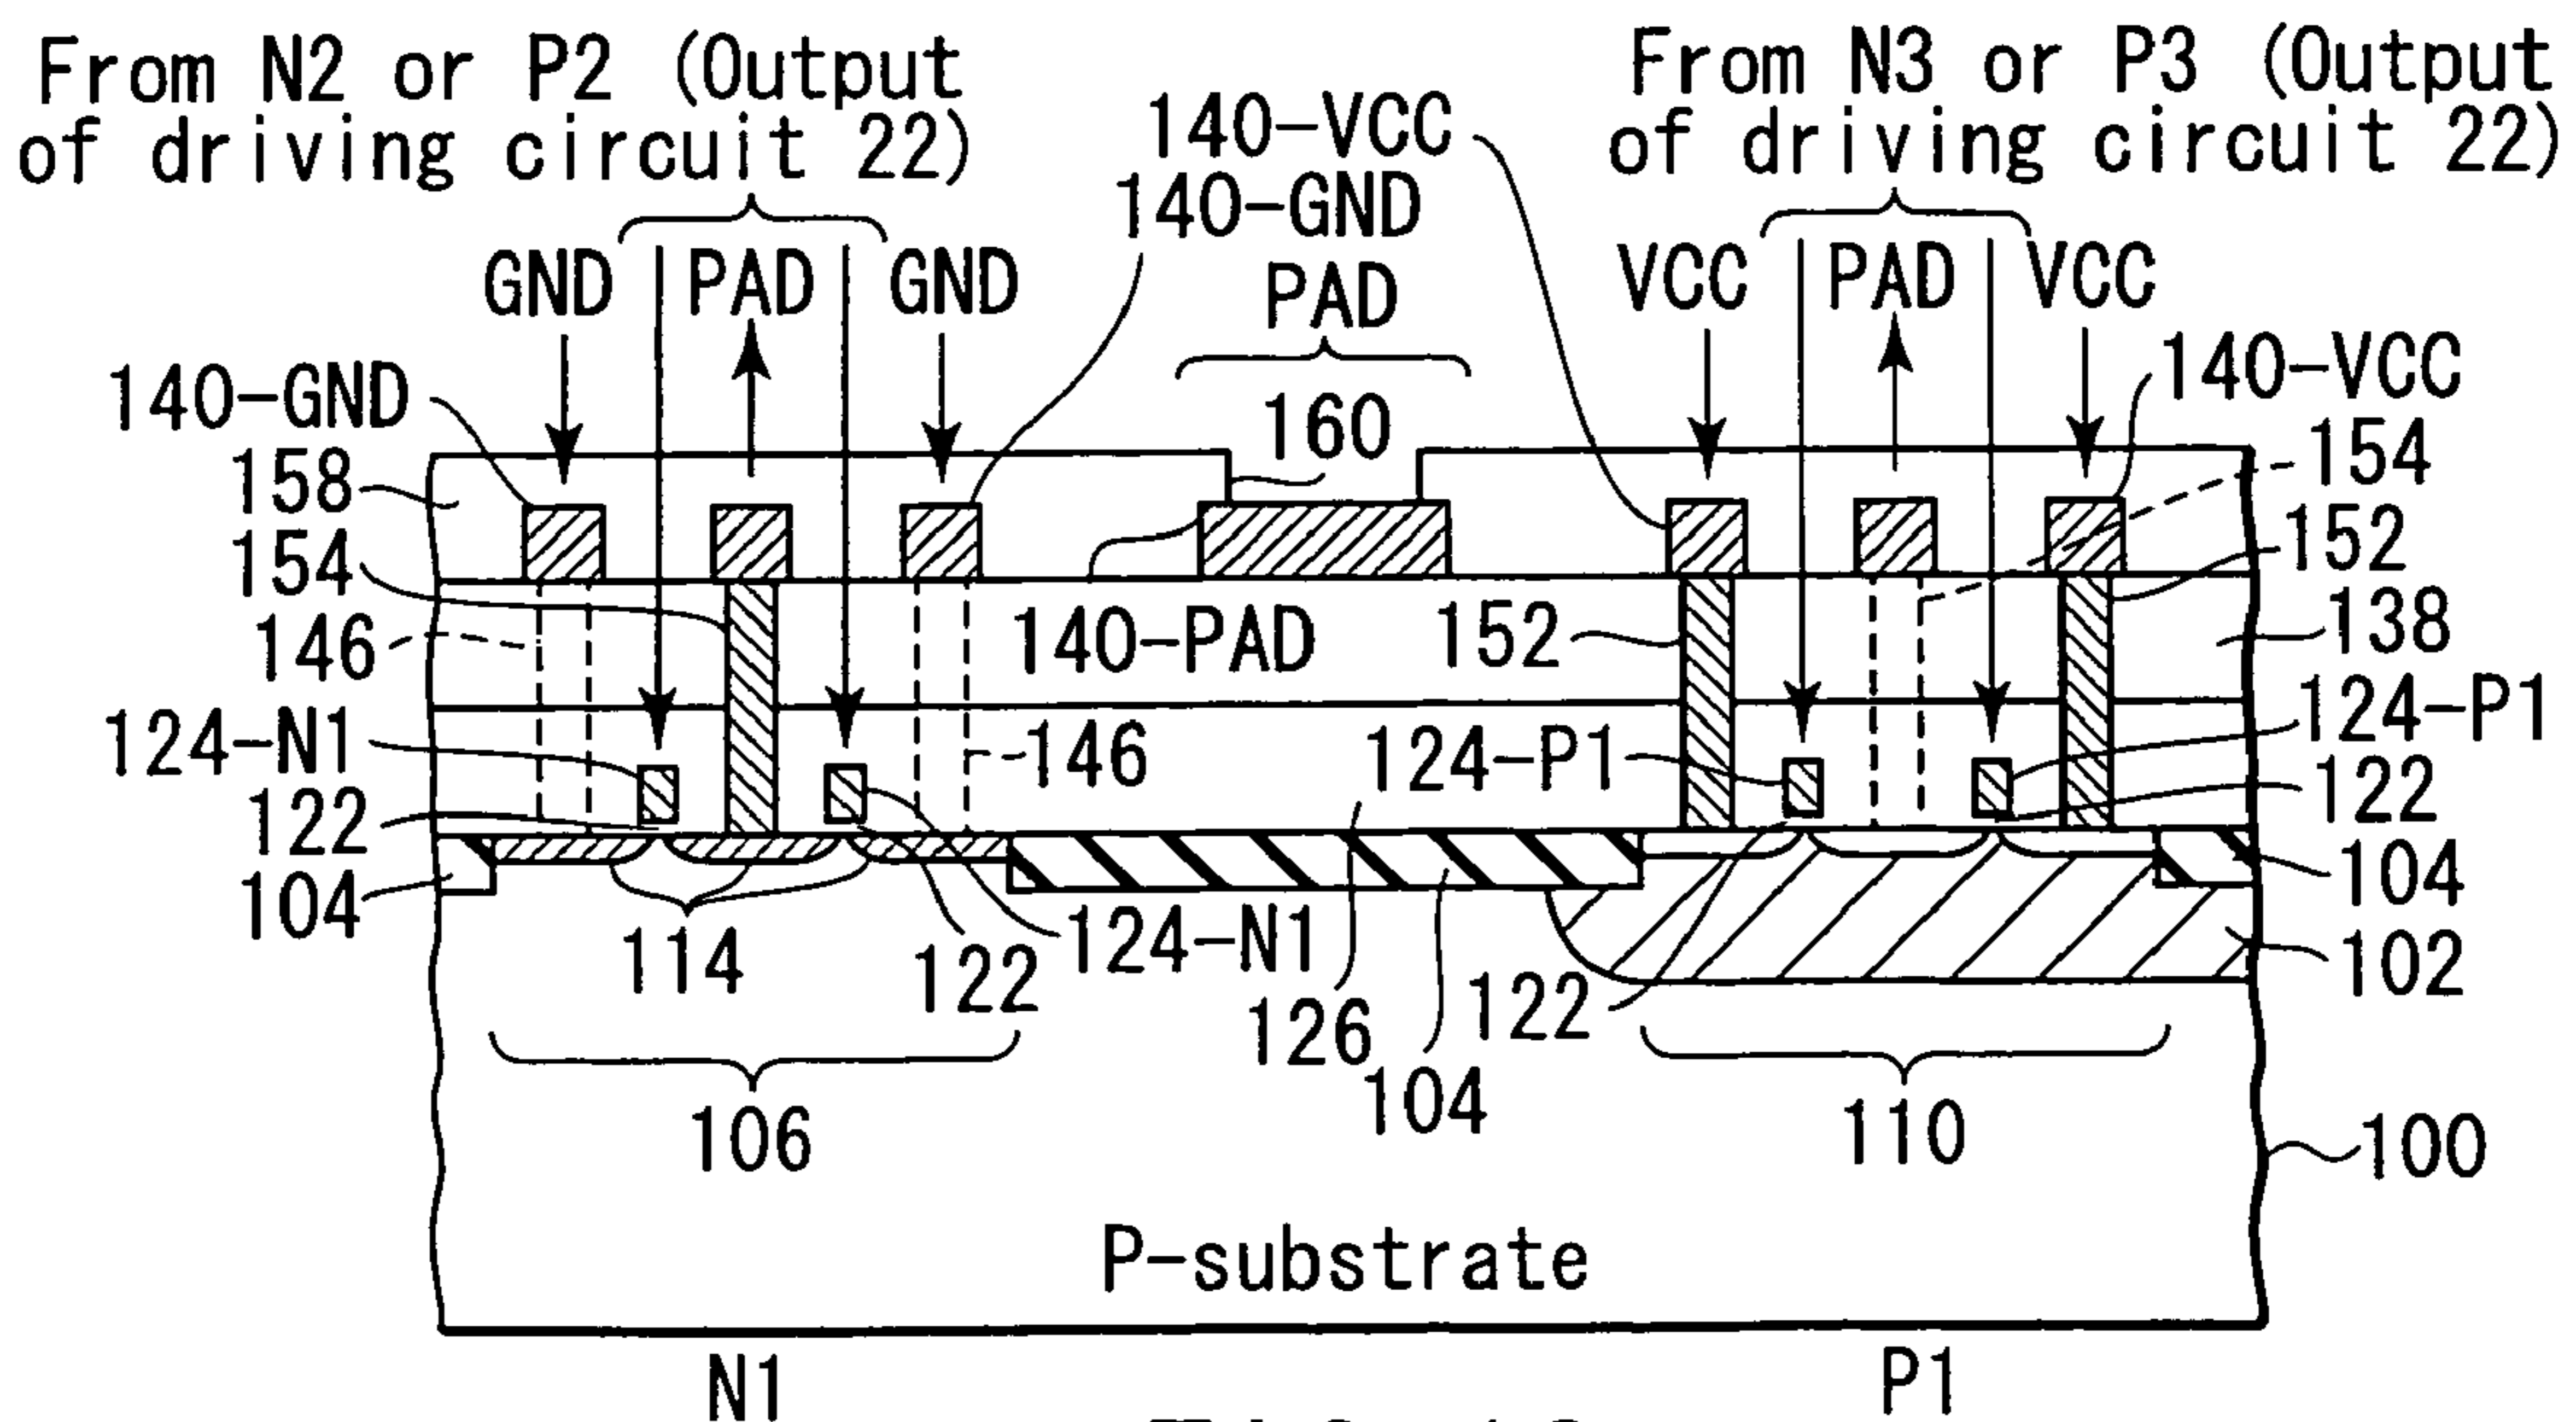 From N2 or P2 (Output
of driving circuit 22)
From N3 or P3 (Output
of driving circuit 22)
140-VCC
140-GND
GND
PAD
GND
PAD
VCC
PAD
VCC
140-GND
160
140-VCC
158
154
154
152
146
140-PAD
152
138
124-N1
146
124-P1
124-P1
122
122
104
104
114
122
124-N1
126
122
102
104
106
110
100
P-substrate
N1
P1